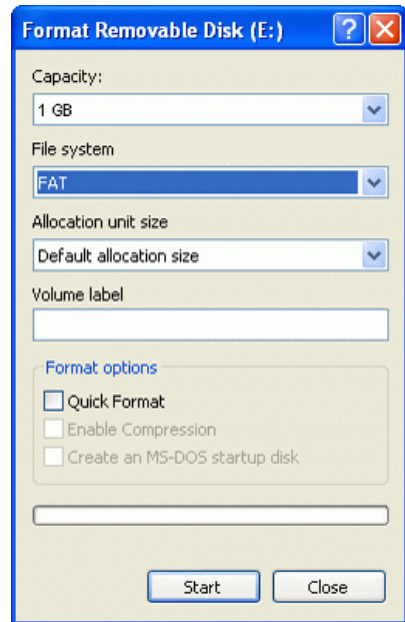 Format Removable Disk (E:)
Capacity:
1 GB
File system
FAT
Allocation unit size
Default allocation size
Volume label
Format options
Quick Format
Enable Compression
Create an MS-DOS startup disk
Start
Close